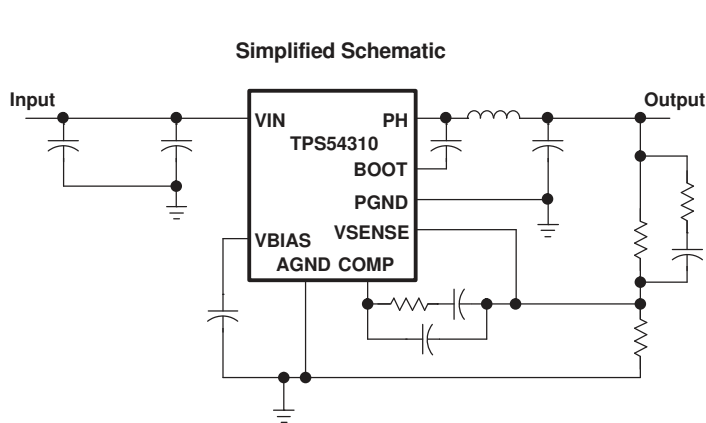 Simplified Schematic
Input
Output
VIN
PH
TPS54310
BOOT
PGND
VSENSE
VBIAS
AGND COMP